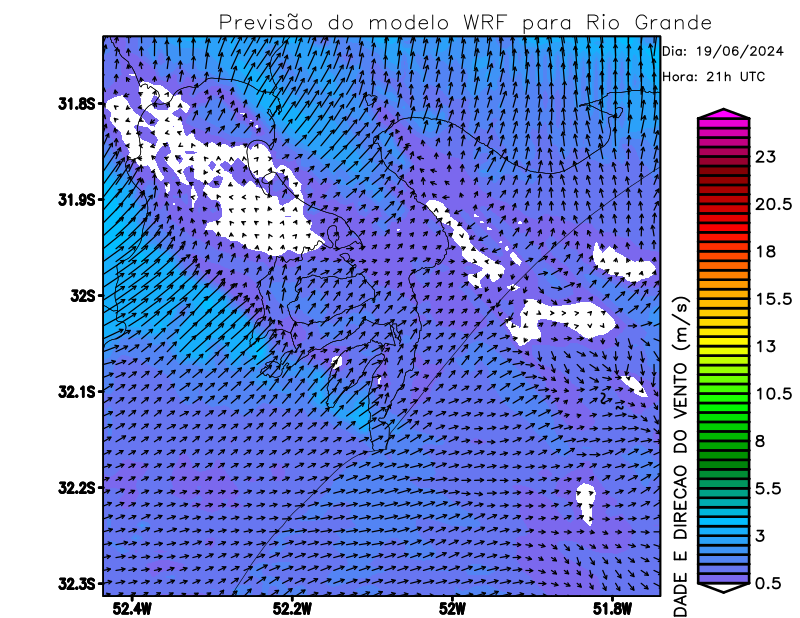 Previsão do modelo WRF para Rio Grande
Dia: 19/06/2024
Hora: 21h UTC
31.8S
31.9S
32S
32.1S
32.2S
32.3S
52.4W
52.2W
52W
51.8W
DADE E DIRECAO DO VENTO (m/s)
23
20.5
18
15.5
13
10.5
8
5.5
3
0.5